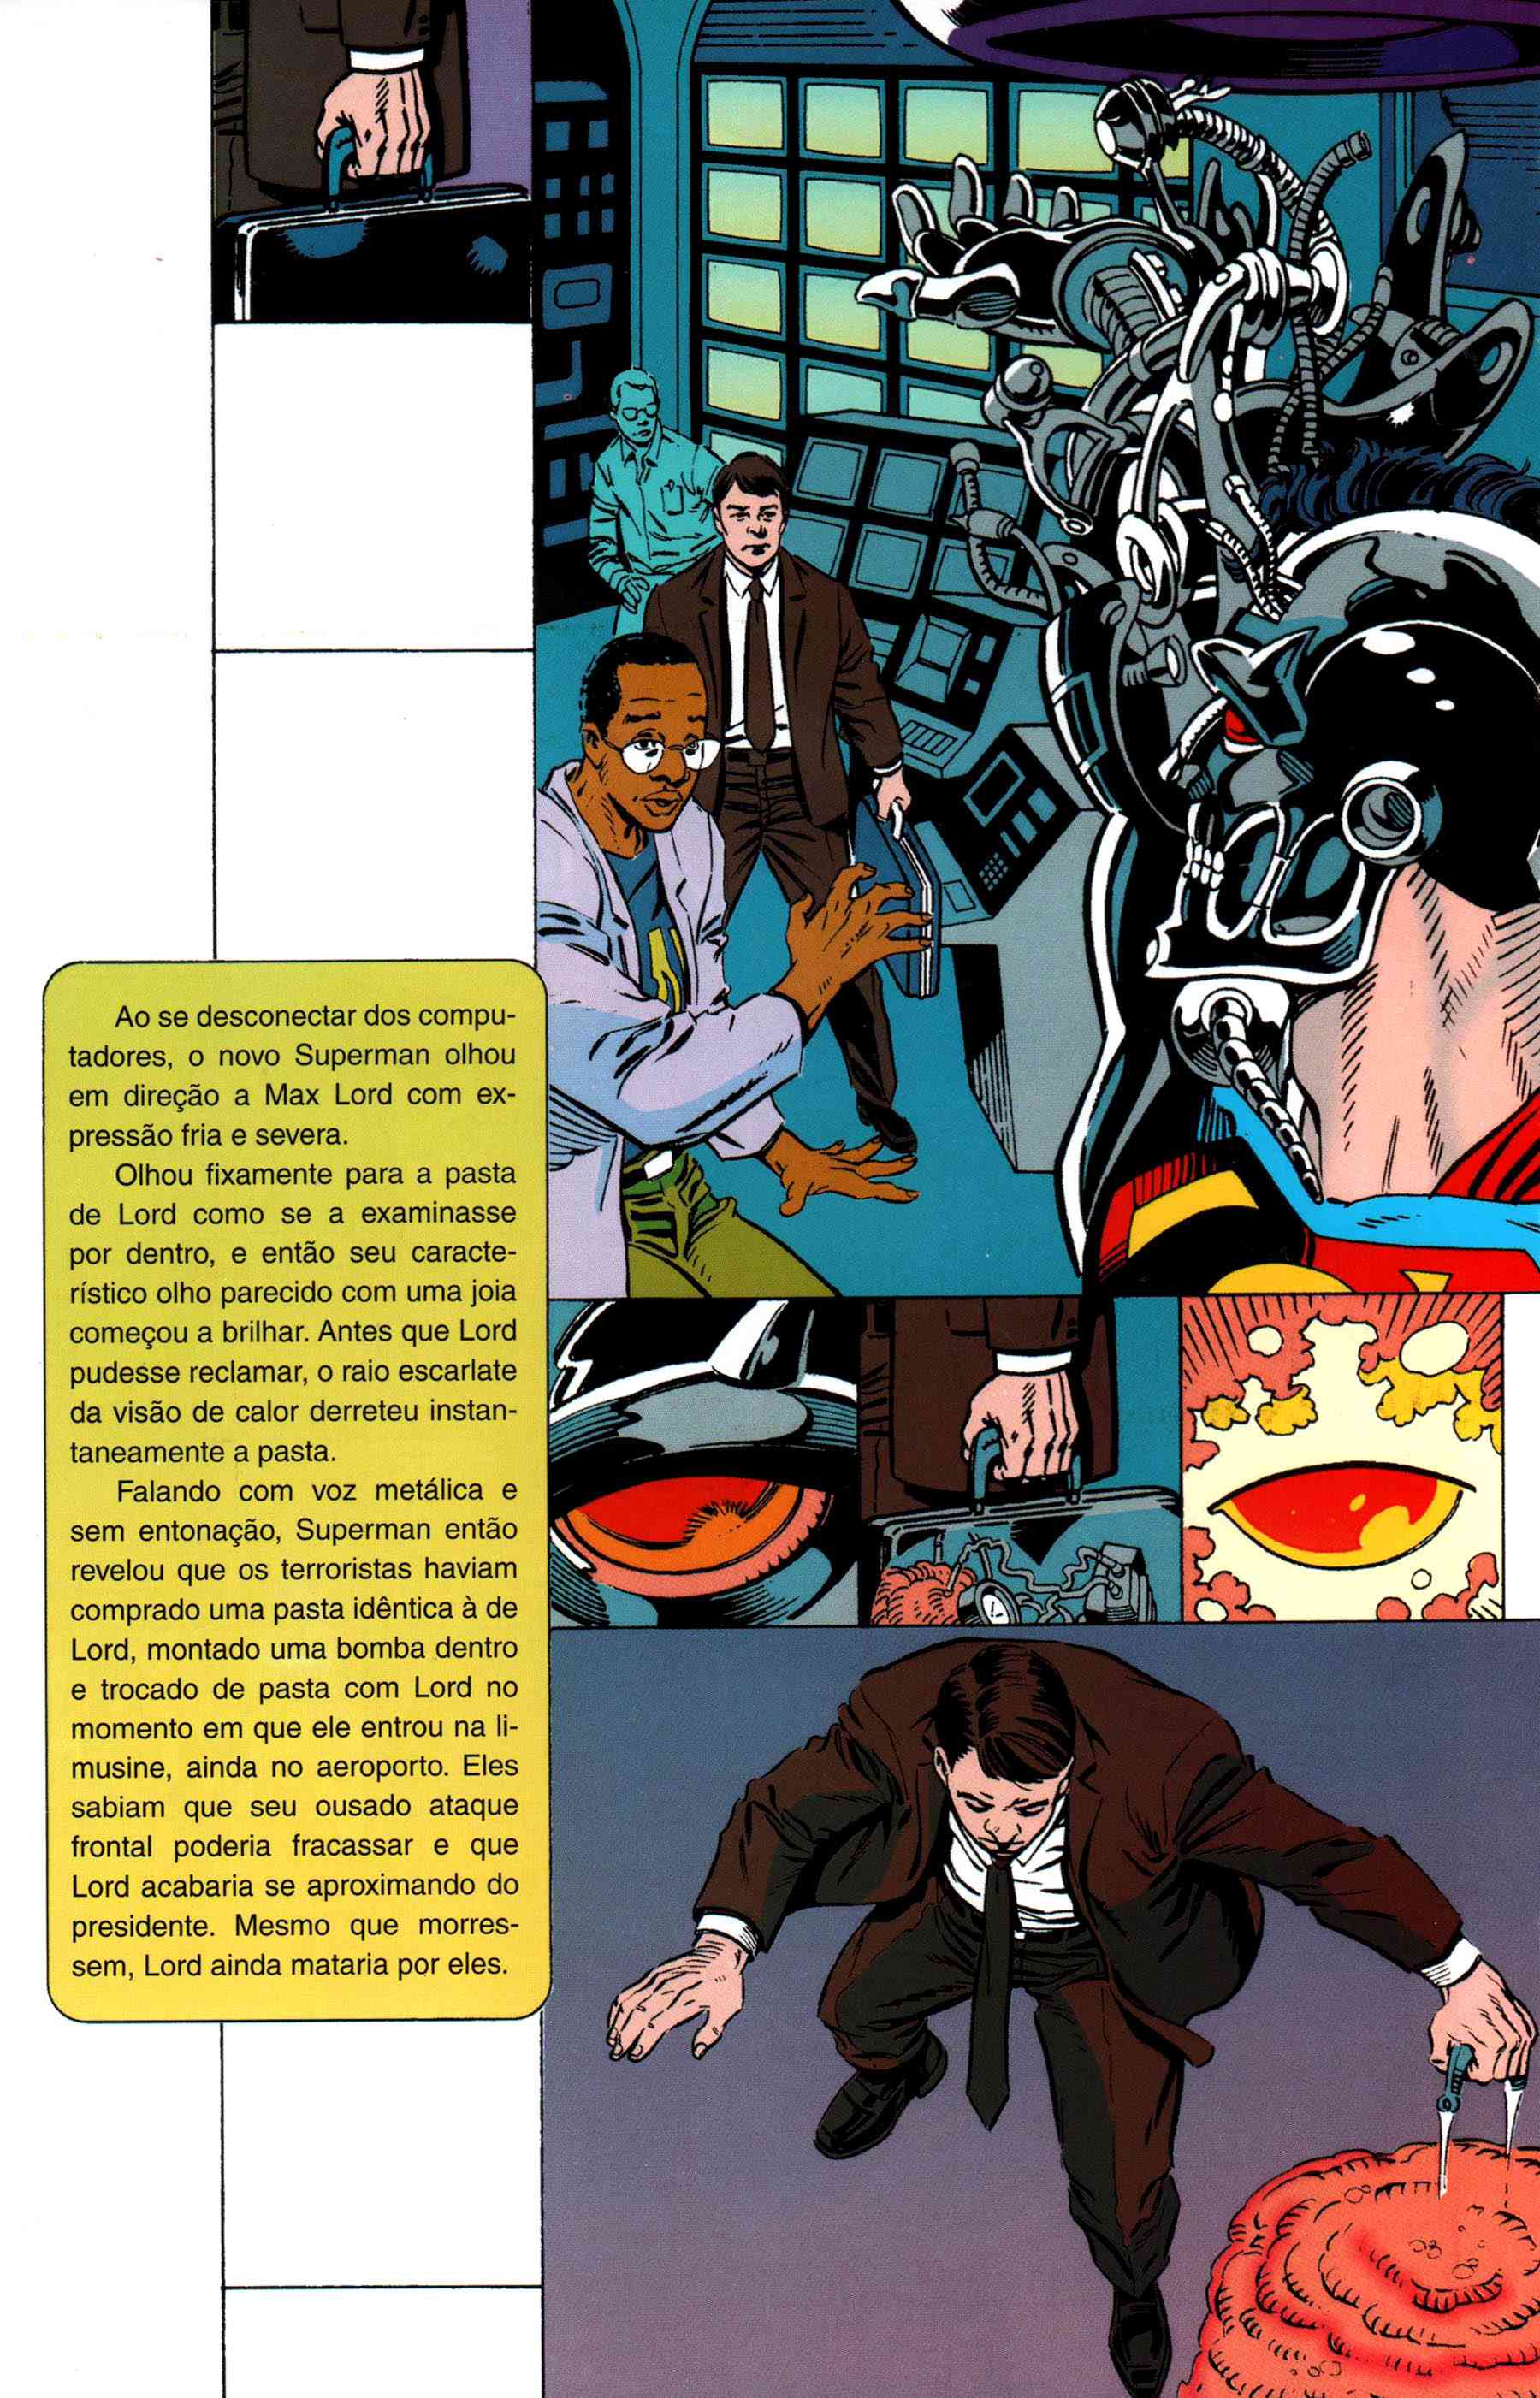 Ao se desconectar dos compu-
tadores, o novo Superman olhou
em direção a Max Lord com ex-
pressão fria e severa.
Olhou fixamente para a pasta
de Lord como se a examinasse
por dentro, e então seu caracte-
rístico olho parecido com uma joia
começou a brilhar. Antes que Lord
pudesse reclamar, o raio escarlate
da visão de calor derreteu instan-
taneamente a pasta.
Falando com voz metálica e
sem entonação, Superman então
revelou que os terroristas haviam
comprado uma pasta idêntica à de
Lord, montado uma bomba dentro
e trocado de pasta com Lord no
momento em que ele entrou na li-
musine, ainda no aeroporto. Eles
sabiam que seu ousado ataque
frontal poderia fracassar e que
Lord acabaria se aproximando do
presidente. Mesmo que morres-
sem, Lord ainda mataria por eles.